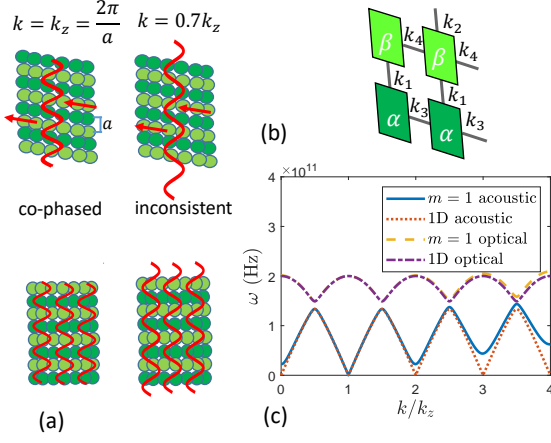 k = k_z = 2π/a
k = 0.7k_z
a
co-phased
inconsistent
(a)
k_2
β
k_4
β
k_4
k_1
k_1
α
k_3
α
k_3
(b)
×10^11
4
3
2
1
0
ω (Hz)
m = 1 acoustic
1D acoustic
m = 1 optical
1D optical
0 1 2 3 4
k/k_z
(c)